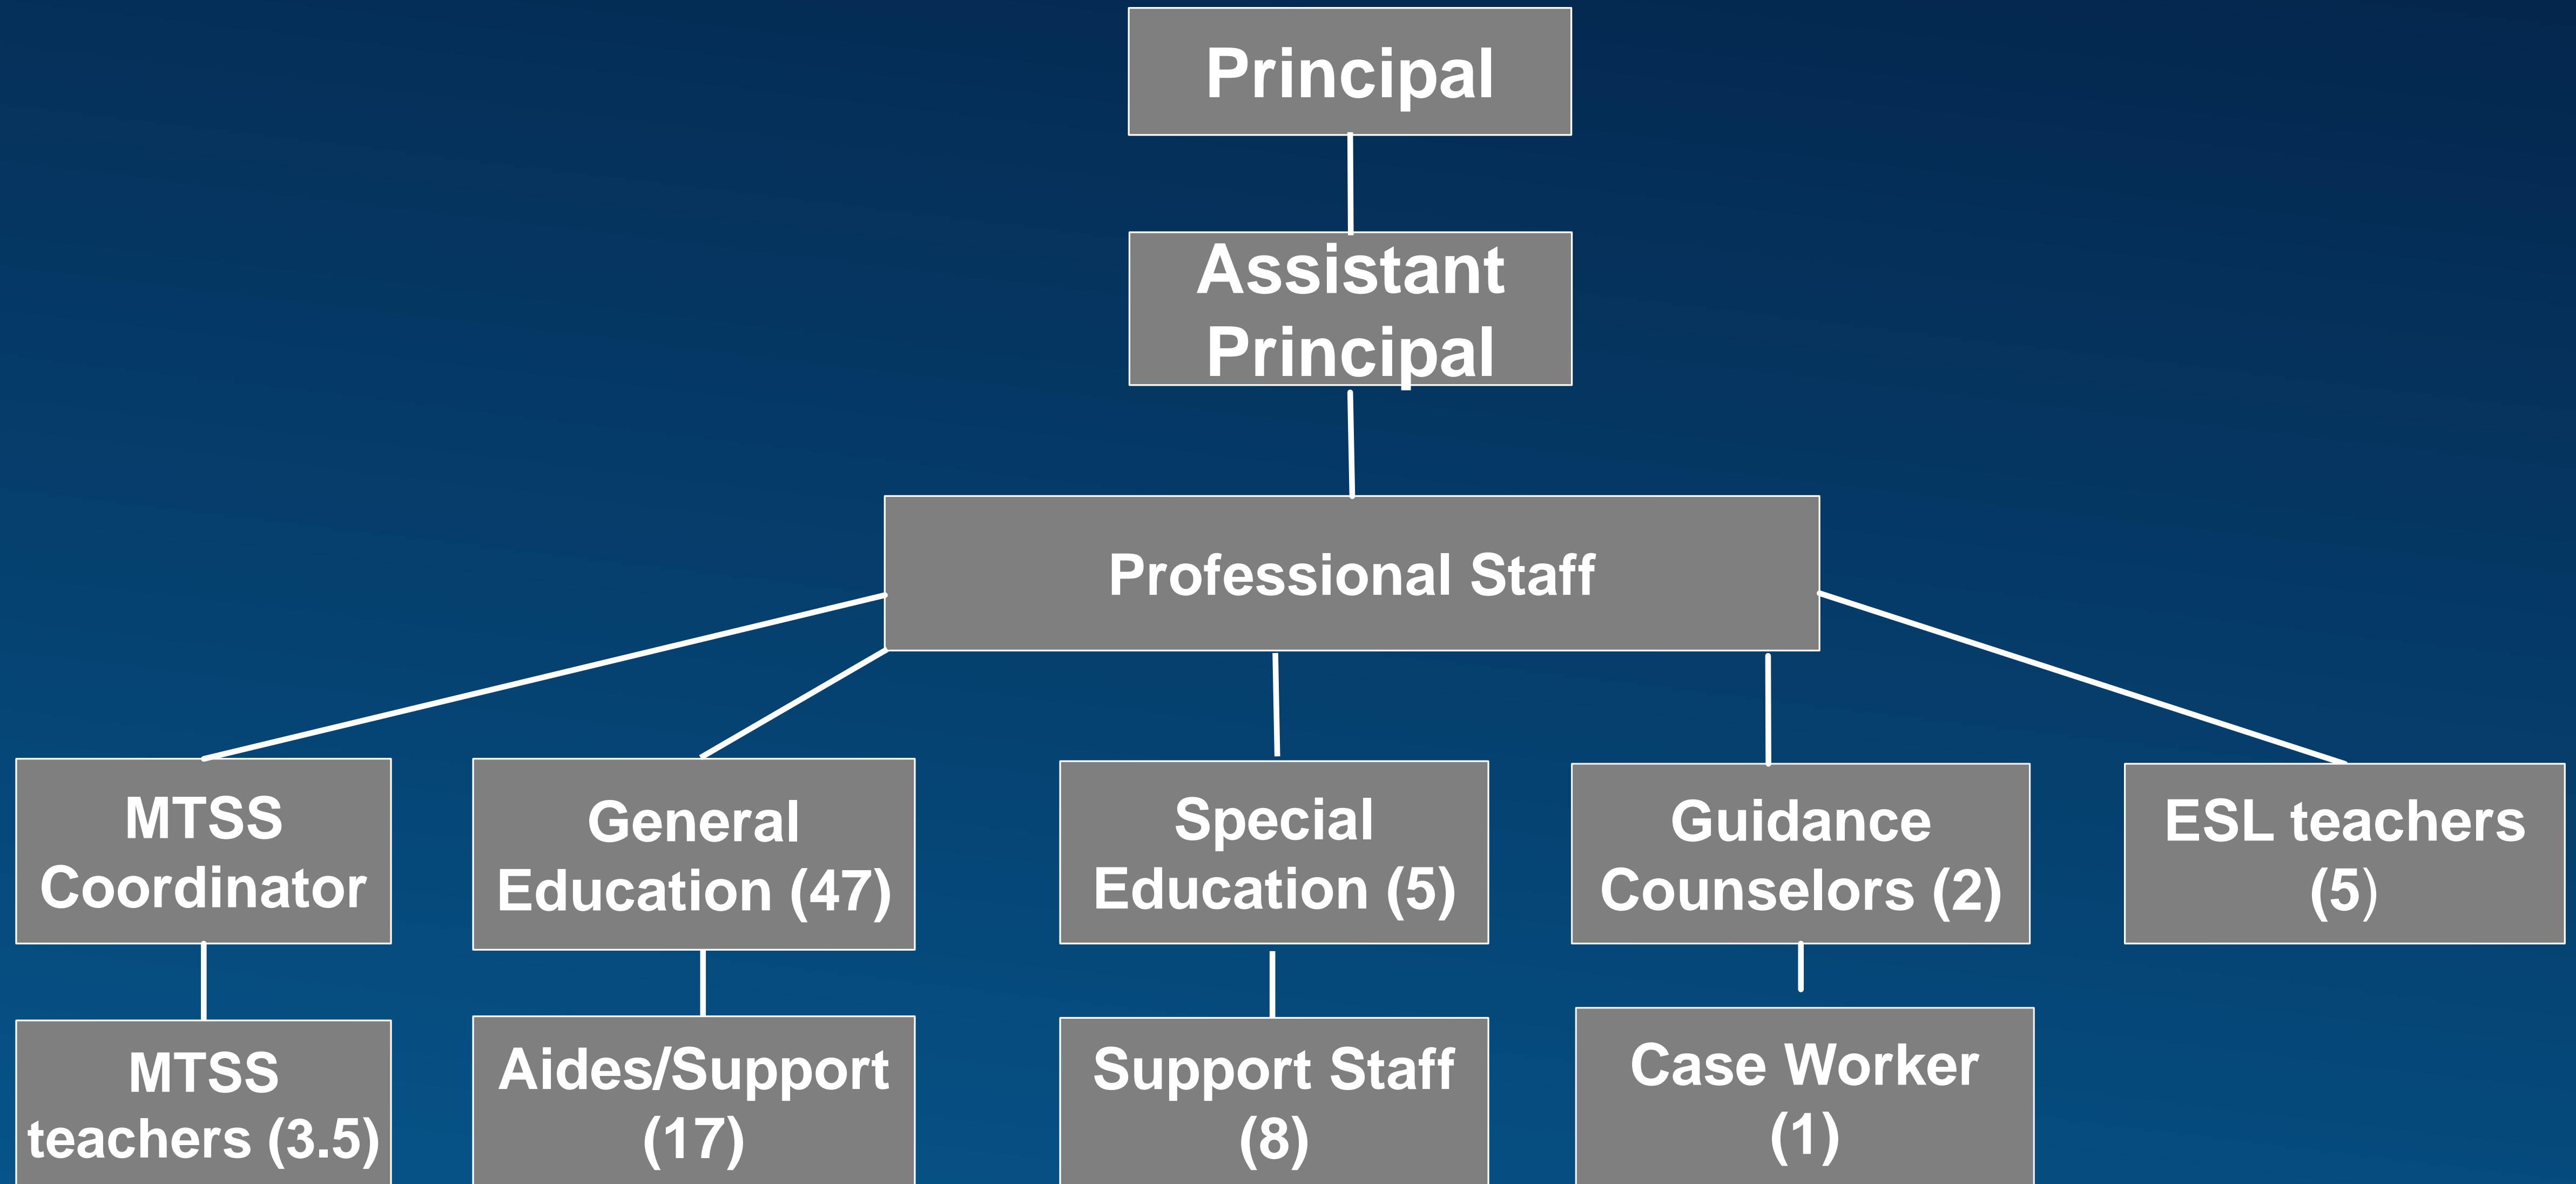 Principal
Assistant
Principal
Professional Staff
MTSS
Coordinator
General
Education (47)
Special
Education (5)
Guidance
Counselors (2)
ESL teachers
(5)
MTSS
teachers (3.5)
Aides/Support
(17)
Support Staff
(8)
Case Worker
(1)